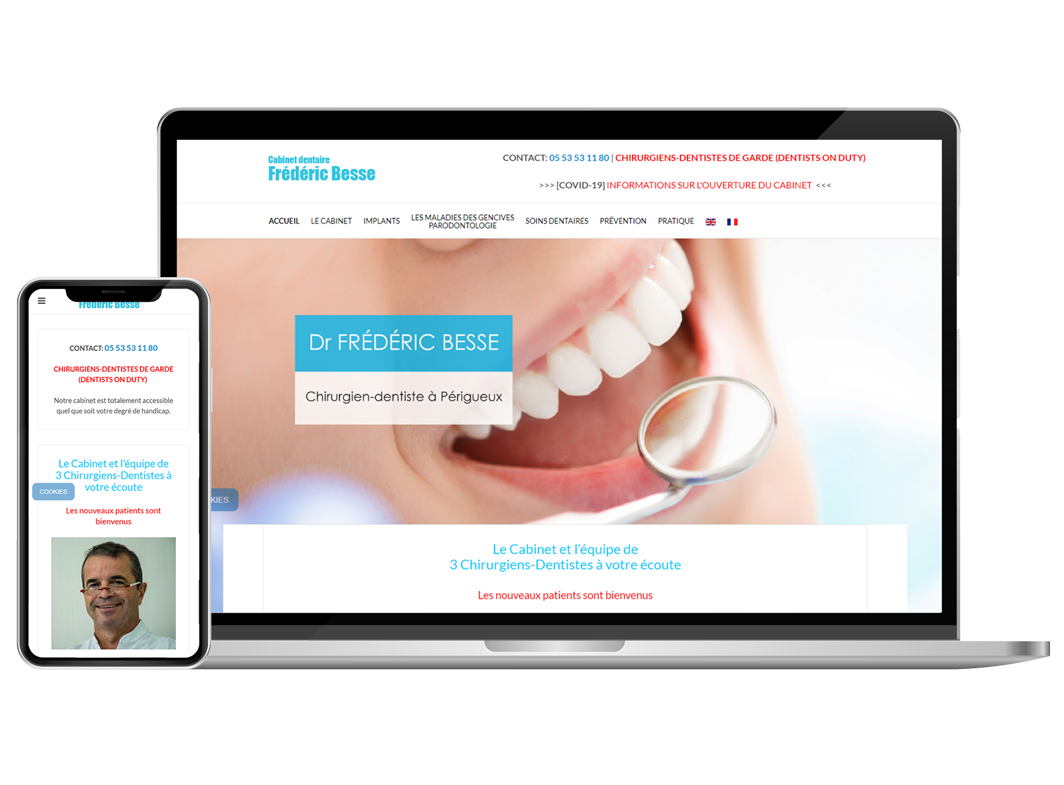 Cabinet dentaire
Frédéric Besse
CONTACT: 05 53 53 11 80 | CHIRURGIENS-DENTISTES DE GARDE (DENTISTS ON DUTY)
>>> [COVID-19] INFORMATIONS SUR L'OUVERTURE DU CABINET <<<
ACCUEIL LE CABINET IMPLANTS LES MALADIES DES GENCIVES PARODONTOLOGIE SOINS DENTAIRES PRÉVENTION PRATIQUE
Dr FRÉDÉRIC BESSE
Chirurgien-dentiste à Périgueux
KIES
Le Cabinet et l'équipe de
3 Chirurgiens-Dentistes à votre écoute
Les nouveaux patients sont bienvenus
Frédéric Besse
CONTACT: 05 53 53 11 80
CHIRURGIENS-DENTISTES DE GARDE
(DENTISTS ON DUTY)
Notre cabinet est totalement accessible
quel que soit votre degré de handicap.
Le Cabinet et l'équipe de
3 Chirurgiens-Dentistes à
votre écoute
COOKIES
Les nouveaux patients sont
bienvenus